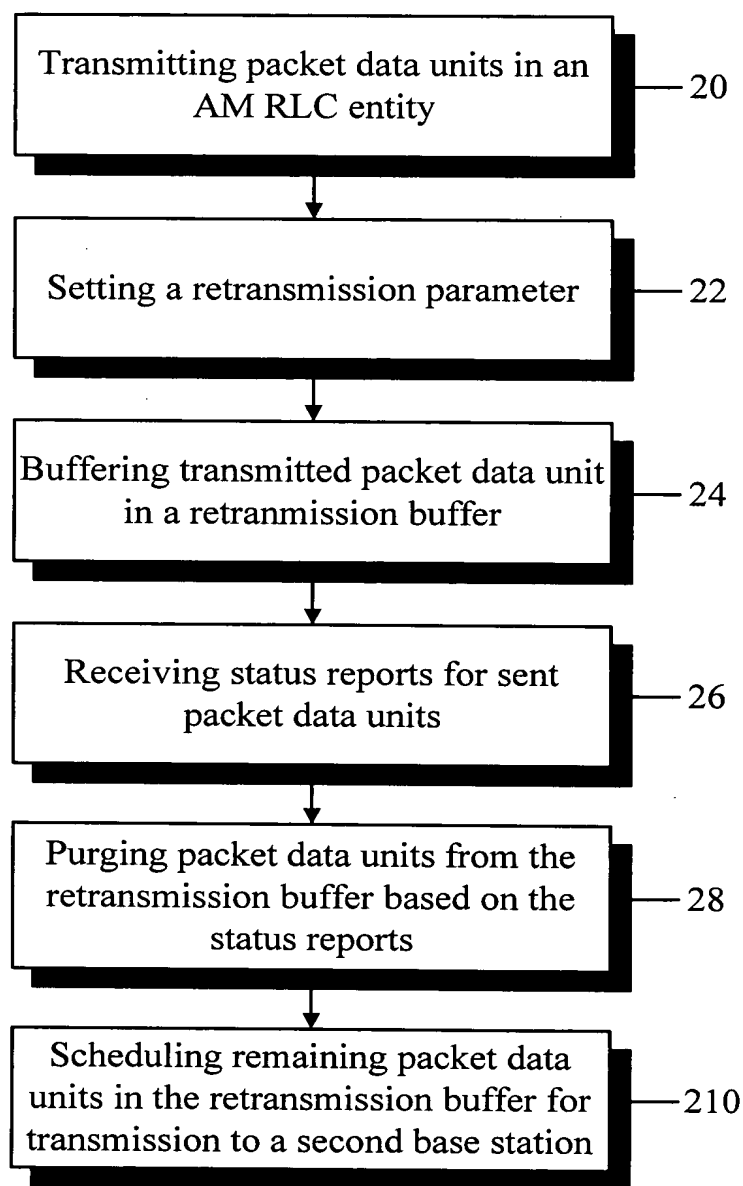 Transmitting packet data units in an
AM RLC entity
20
Setting a retransmission parameter
22
Buffering transmitted packet data unit
in a retranmission buffer
24
Receiving status reports for sent
packet data units
26
Purging packet data units from the
retransmission buffer based on the
status reports
28
Scheduling remaining packet data
units in the retransmission buffer for
transmission to a second base station
210